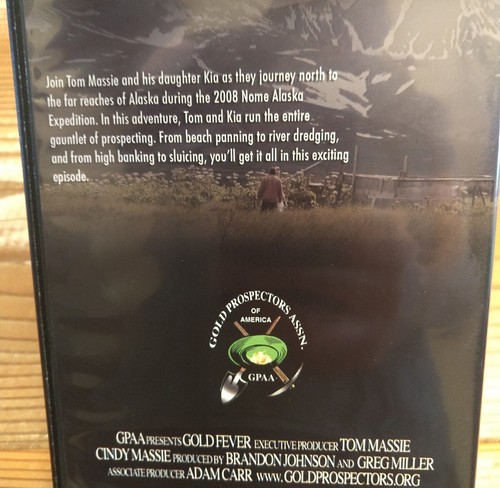 Join Tom Massie and his daughter Kia as they journey north to
the far reaches of Alaska during the 2008 Nome Alaska
Expedition. In this adventure, Tom and Kia run the entire
gauntlet of prospecting. From beach panning to river dredging,
and from high banking to sluicing, you'll get it all in this exciting
episode.
GOLD PROSPECTORS ASSN.
OF
AMERICA
GPAA
GPAA PRESENTS GOLD FEVER EXECUTIVE PRODUCER TOM MASSIE
CINDY MASSIE PRODUCED BY BRANDON JOHNSON AND GREG MILLER
ASSOCIATE PRODUCER ADAM CARR WWW.GOLDPROSPECTORS.ORG